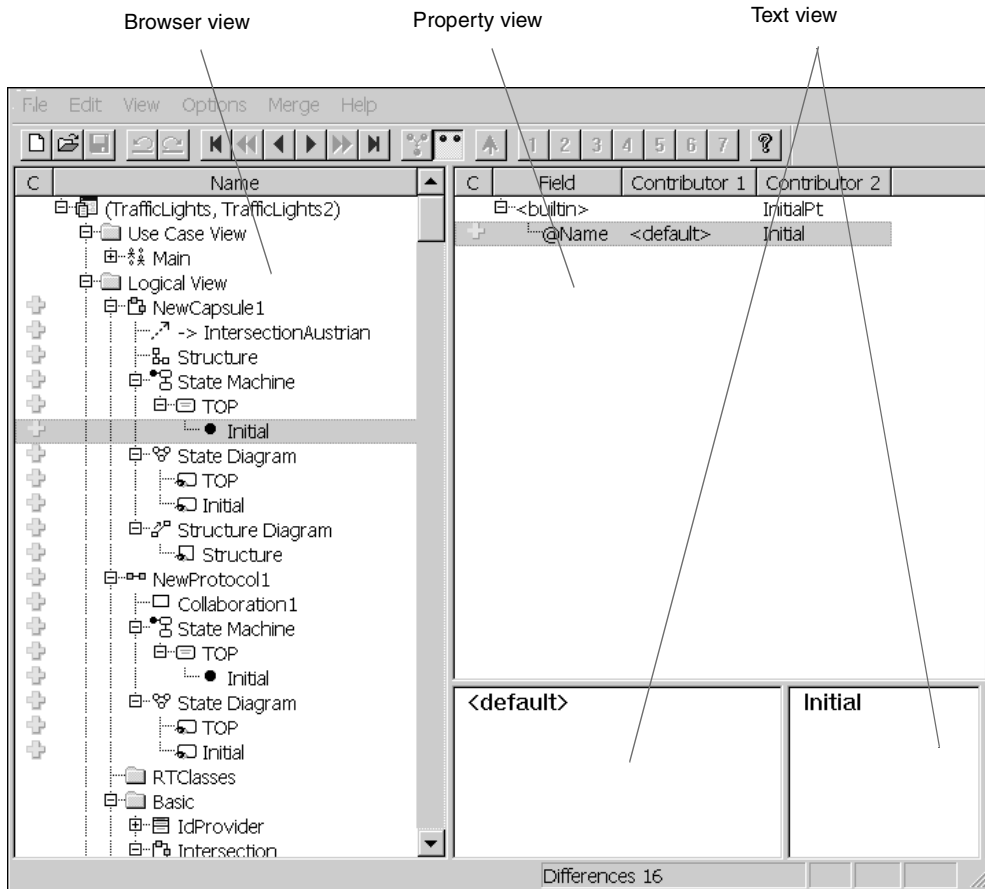 Browser view
Property view
Text view
File Edit View Options Merge Help
1 2 3 4 5 6 7 ?
C Name
(TrafficLights, TrafficLights2)
Use Case View
Main
Logical View
NewCapsule1
-> IntersectionAustrian
Structure
State Machine
TOP
Initial
State Diagram
TOP
Initial
Structure Diagram
Structure
NewProtocol1
Collaboration1
State Machine
TOP
Initial
State Diagram
TOP
Initial
RTClasses
Basic
IdProvider
Intersection
C Field Contributor 1 Contributor 2
<builtin> InitialPt
@Name <default> Initial
<default>
Initial
Differences 16